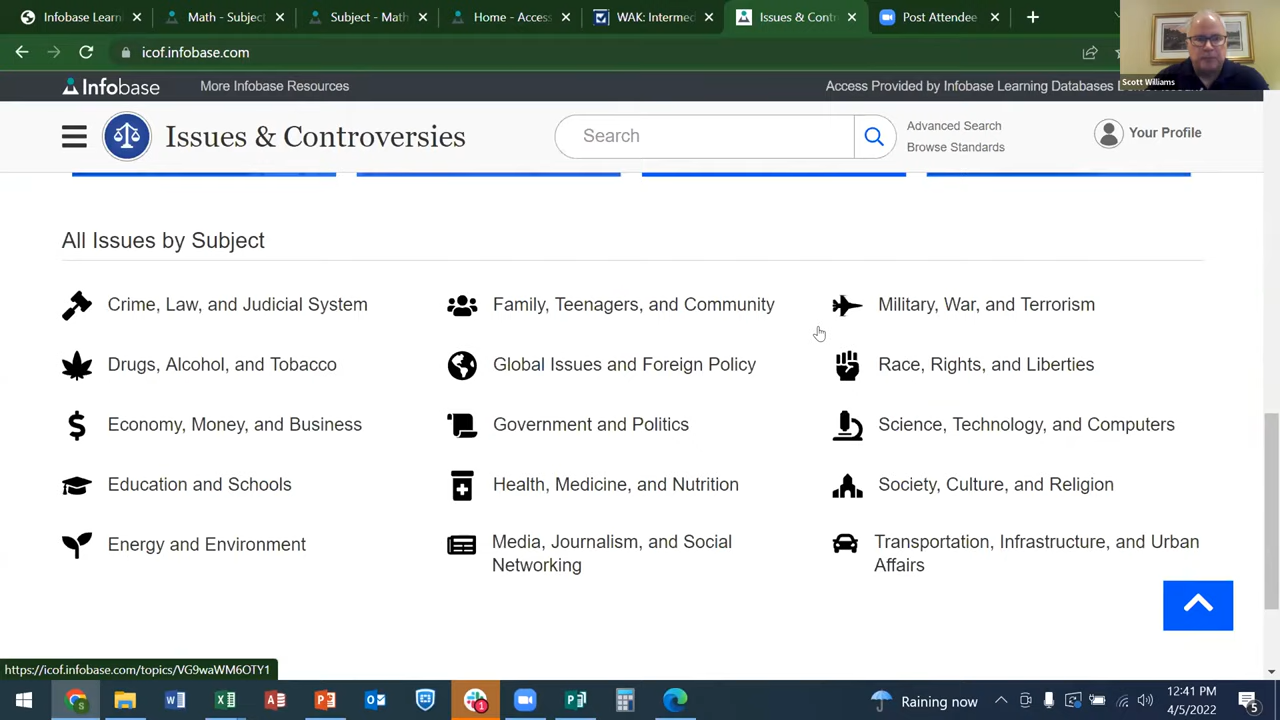 Infobase Learn
Math - Subject
Subject - Math
Home - Access
WAK: Intermed
Issues & Contr
Post Attendee
icof.infobase.com
Scott Williams
Infobase
More Infobase Resources
Access Provided by Infobase Learning Databases
Issues & Controversies
Search
Advanced Search
Browse Standards
Your Profile
All Issues by Subject
Crime, Law, and Judicial System
Family, Teenagers, and Community
Military, War, and Terrorism
Drugs, Alcohol, and Tobacco
Global Issues and Foreign Policy
Race, Rights, and Liberties
Economy, Money, and Business
Government and Politics
Science, Technology, and Computers
Education and Schools
Health, Medicine, and Nutrition
Society, Culture, and Religion
Energy and Environment
Media, Journalism, and Social
Networking
Transportation, Infrastructure, and Urban
Affairs
https://icof.infobase.com/topics/VG9waWM6OTY1
Raining now
12:41 PM
4/5/2022
5
1